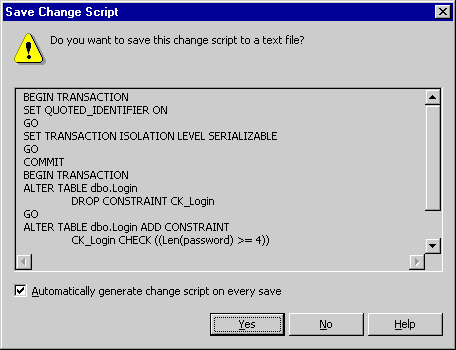 Save Change Script
Do you want to save this change script to a text file?
BEGIN TRANSACTION
SET QUOTED_IDENTIFIER ON
GO
SET TRANSACTION ISOLATION LEVEL SERIALIZABLE
GO
COMMIT
BEGIN TRANSACTION
ALTER TABLE dbo.Login
DROP CONSTRAINT CK_Login
GO
ALTER TABLE dbo.Login ADD CONSTRAINT
CK_Login CHECK ((Len(password) >= 4))
Automatically generate change script on every save
Yes
No
Help